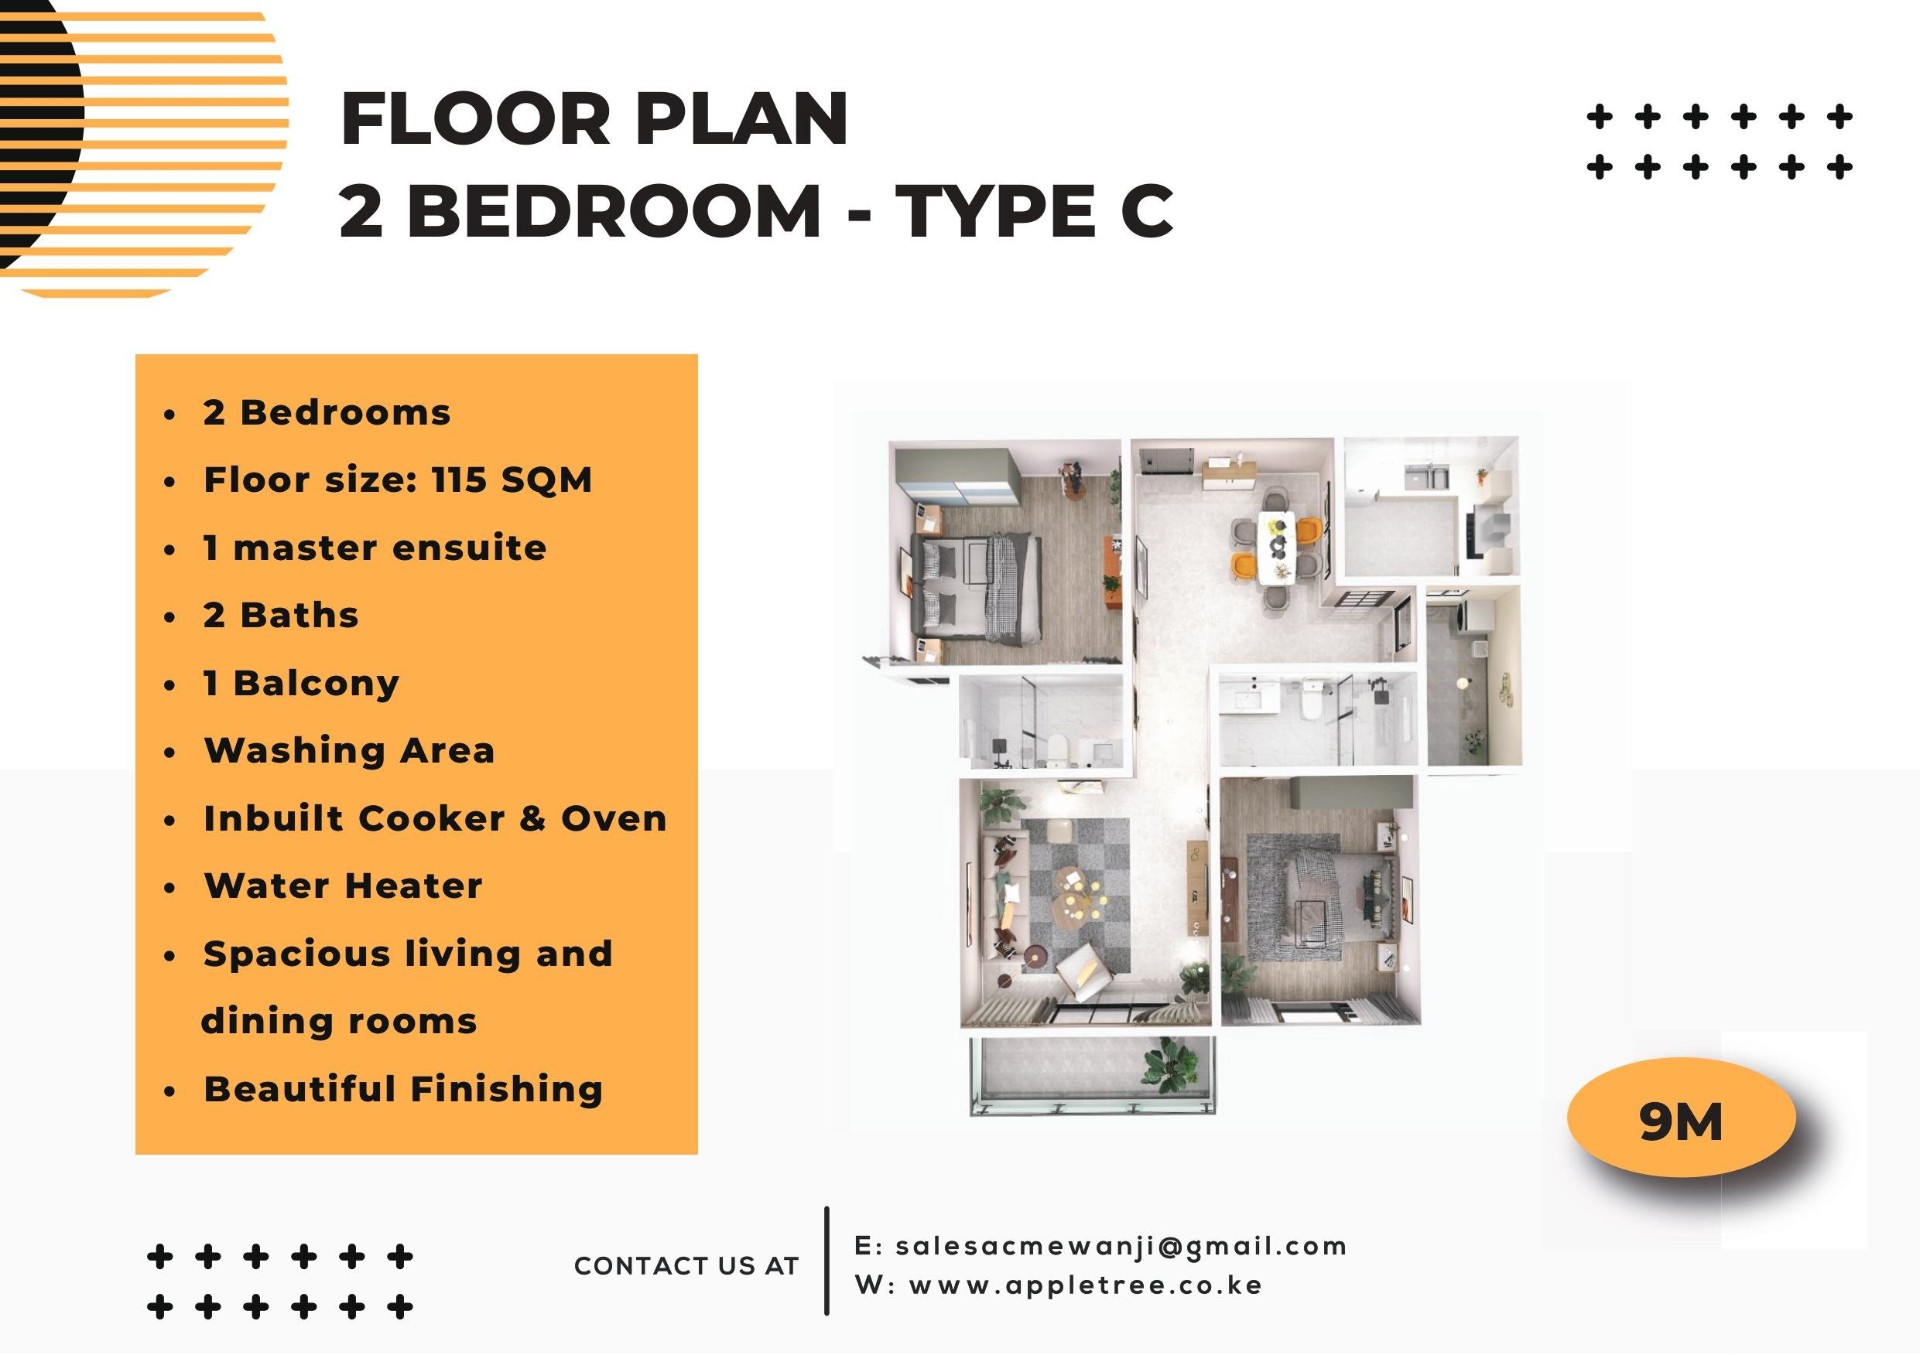 FLOOR PLAN
2 BEDROOM - TYPE C
• 2 Bedrooms
• Floor size: 115 SQM
• 1 master ensuite
• 2 Baths
• 1 Balcony
• Washing Area
• Inbuilt Cooker & Oven
• Water Heater
• Spacious living and
dining rooms
• Beautiful Finishing
9M
CONTACT US AT
E: salesacmewanji@gmail.com
W: www.appletree.co.ke